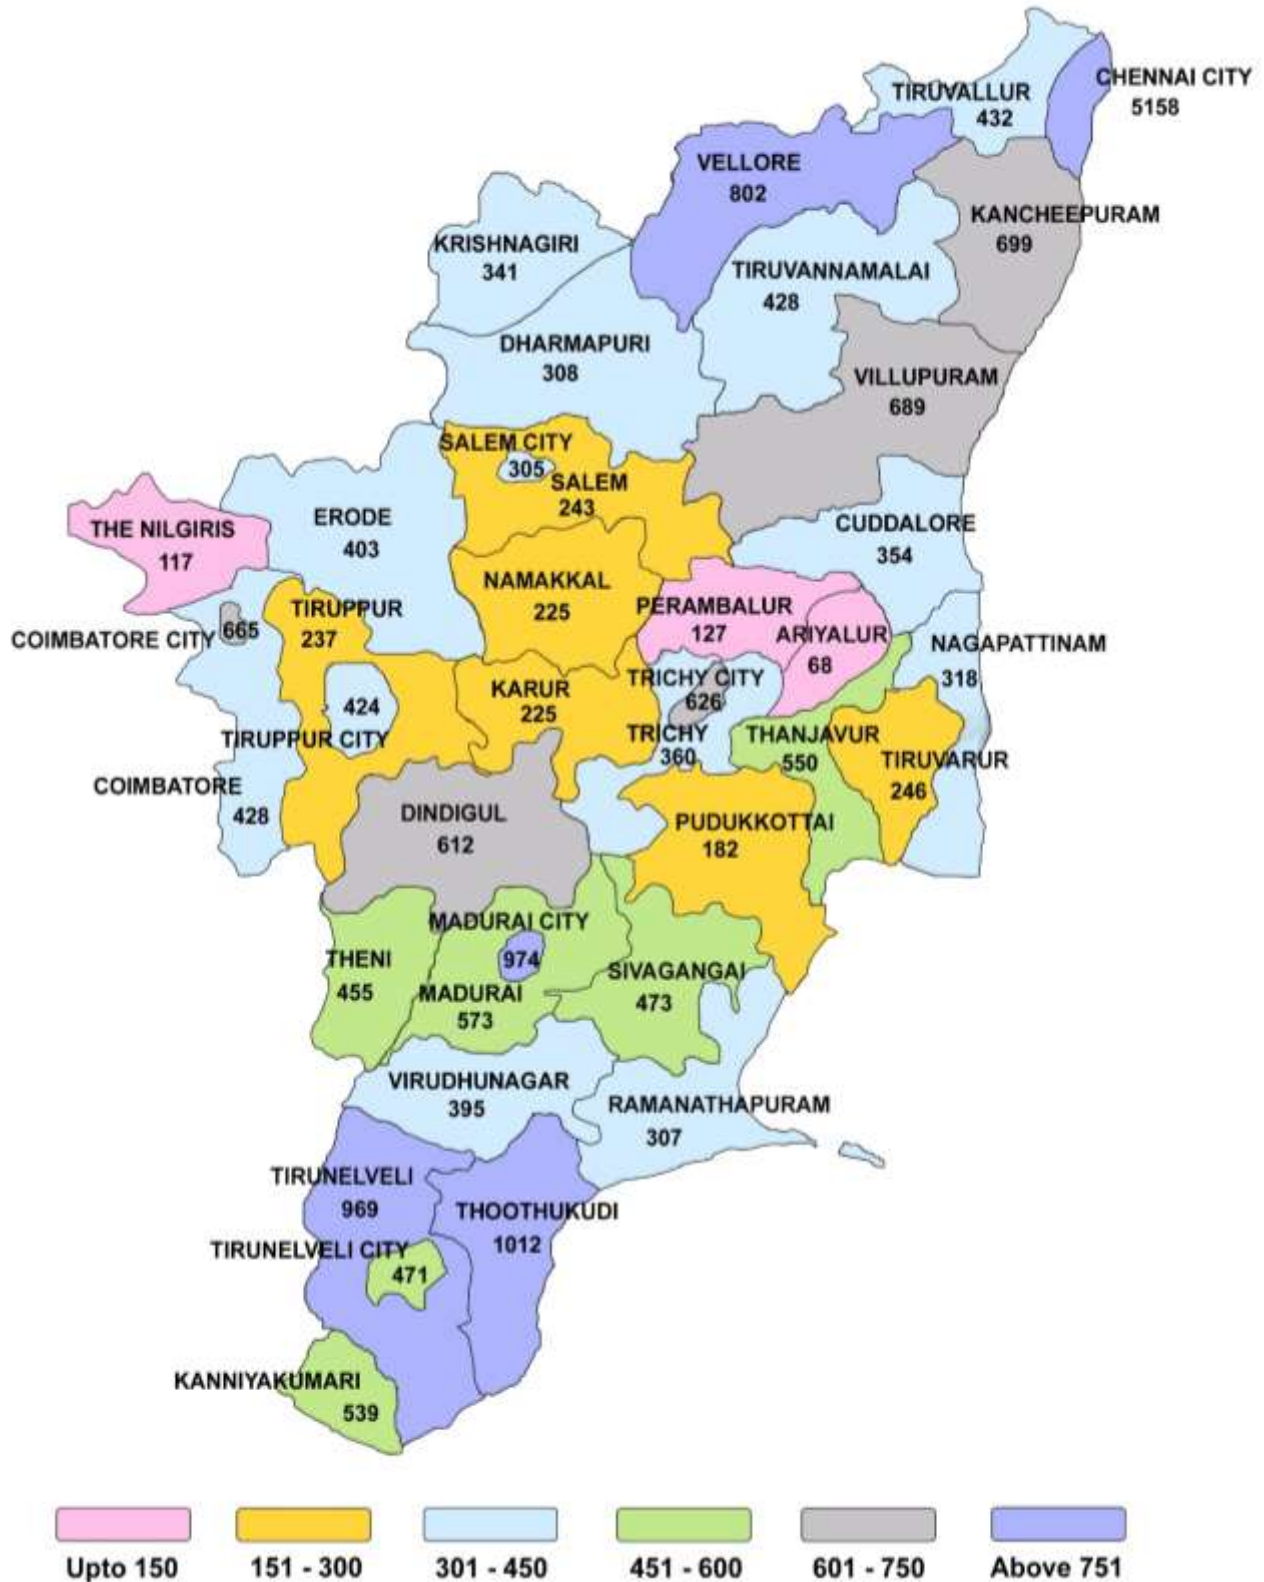 CHENNAI CITY
5158
TIRUVALLUR
432
VELLORE
802
KANCHEEPURAM
699
KRISHNAGIRI
341
TIRUVANNAMALAI
428
DHARMAPURI
308
VILLUPURAM
689
SALEM CITY
305
SALEM
243
THE NILGIRIS
117
ERODE
403
CUDDALORE
354
NAMAKKAL
225
TIRUPPUR
237
PERAMBALUR
127
ARIYALUR
68
COIMBATORE CITY
665
NAGAPATTINAM
318
TRICHY CITY
626
KARUR
225
424
TIRUPPUR CITY
TRICHY
360
THANJAVUR
550
TIRUVARUR
246
COIMBATORE
428
DINDIGUL
612
PUDUKKOTTAI
182
MADURAI CITY
974
THENI
455
MADURAI
573
SIVAGANGAI
473
VIRUDHUNAGAR
395
RAMANATHAPURAM
307
TIRUNELVELI
969
THOOTHUKUDI
1012
TIRUNELVELI CITY
471
KANNIYAKUMARI
539
Upto 150
151 - 300
301 - 450
451 - 600
601 - 750
Above 751